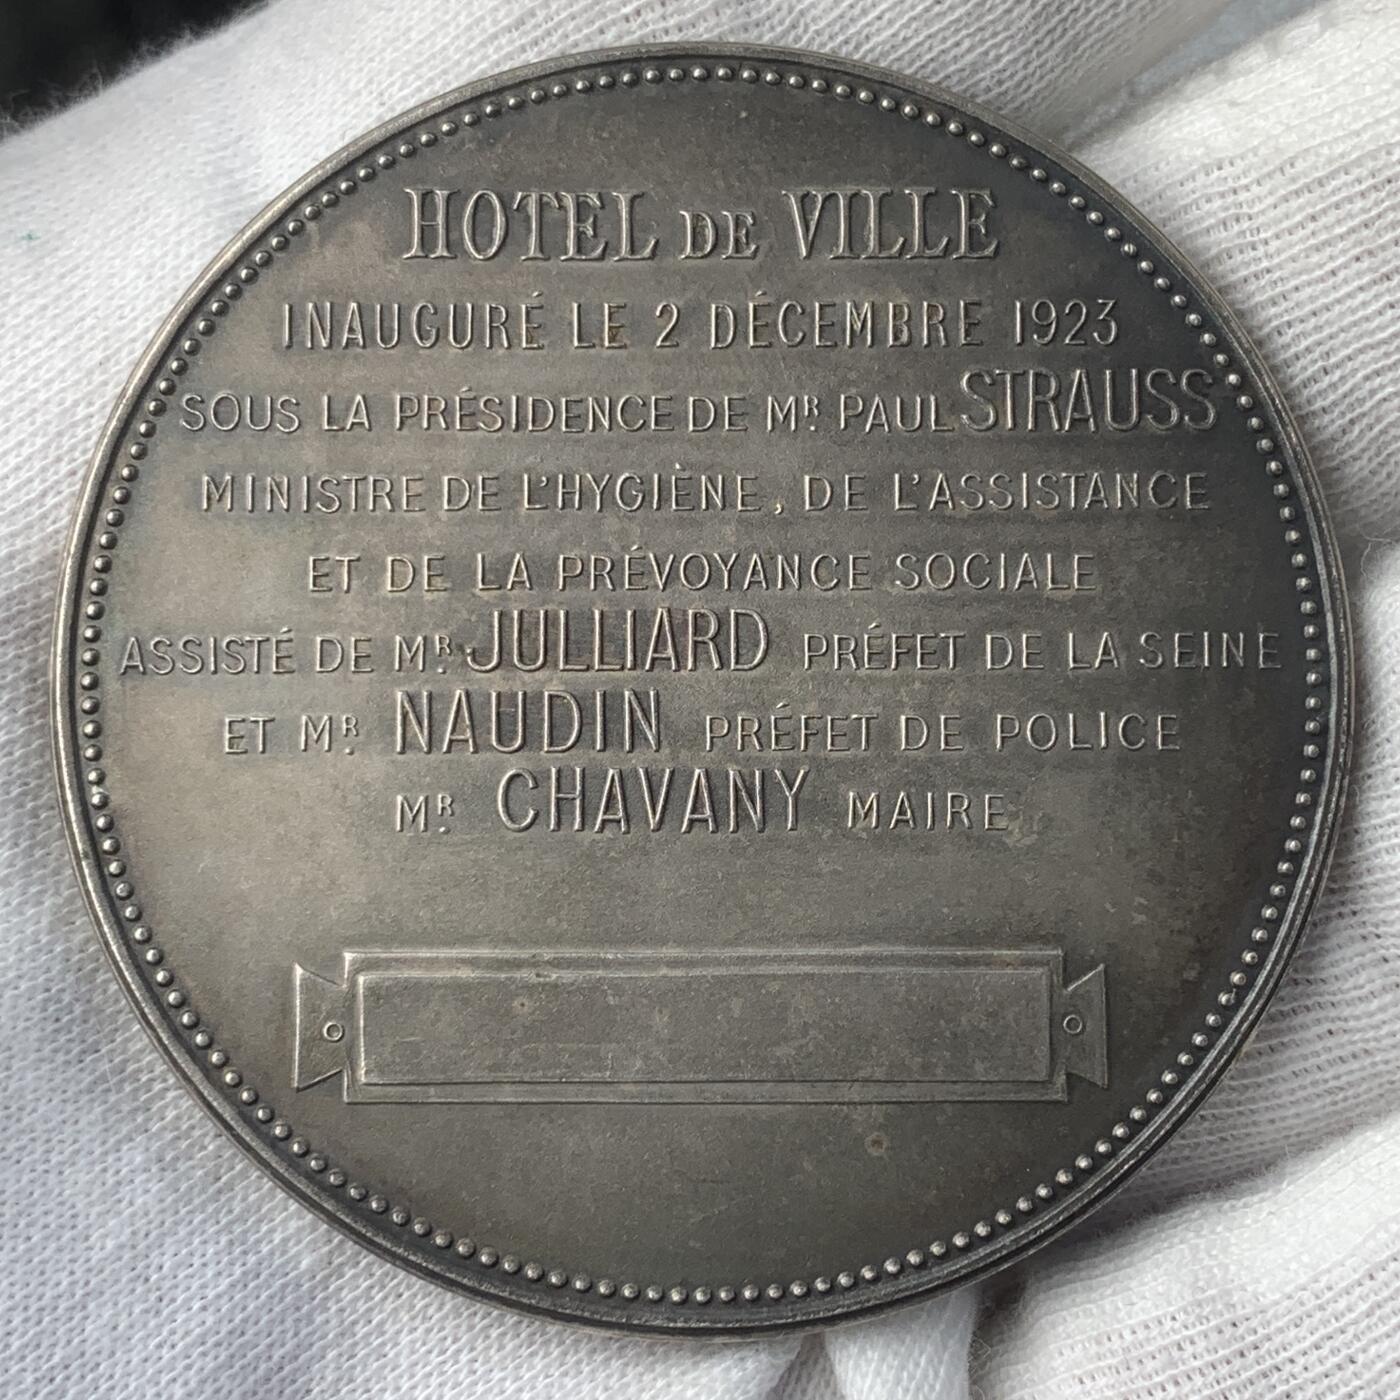 HOTEL DE VILLE
INAUGURÉ LE 2 DÉCEMBRE 1923
SOUS LA PRÉSIDENCE DE MR. PAUL STRAUSS
MINISTRE DE L'HYGIÈNE, DE L'ASSISTANCE
ET DE LA PRÉVOYANCE SOCIALE
ASSISTÉ DE MR. JULLIARD PRÉFET DE LA SEINE
ET MR. NAUDIN PRÉFET DE POLICE
MR. CHAVANY MAIRE